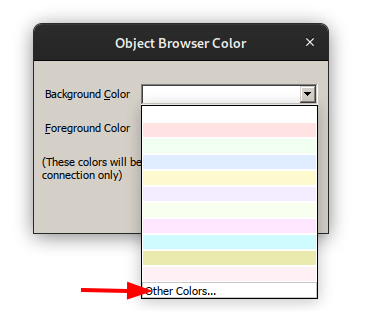 Object Browser Color
Background Color
Foreground Color
(These colors will be
connection only)
Other Colors...